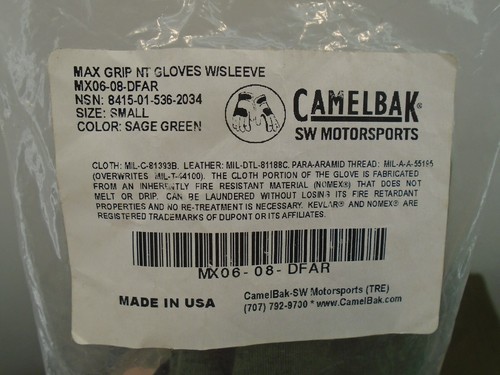 MAX GRIP NT GLOVES W/SLEEVE
MX06-08-DFAR
NSN: 8415-01-536-2034
SIZE: SMALL
COLOR: SAGE GREEN
CAMELBAK®
SW MOTORSPORTS
CLOTH: MIL-C-81393B. LEATHER: MIL-DTL-81188C. PARA-ARAMID THREAD: MIL-A-A-55195
(OVERWRITES (MIL-T-44100). THE CLOTH PORTION OF THE GLOVE IS FABRICATED
FROM AN INHERENTLY FIRE RESISTANT MATERIAL (NOMEX®) THAT DOES NOT
MELT OR DRIP. CAN BE LAUNDERED WITHOUT LOSING ITS FIRE RETARDANT
PROPERTIES AND NO RE-TREATMENT IS NECESSARY. KEVLAR® AND NOMEX® ARE
REGISTERED TRADEMARKS OF DUPONT OR ITS AFFILIATES.
MX06-08-DFAR
MADE IN USA
CamelBak-SW Motorsports (TRE)
(707) 792-9700 * www.CamelBak.com